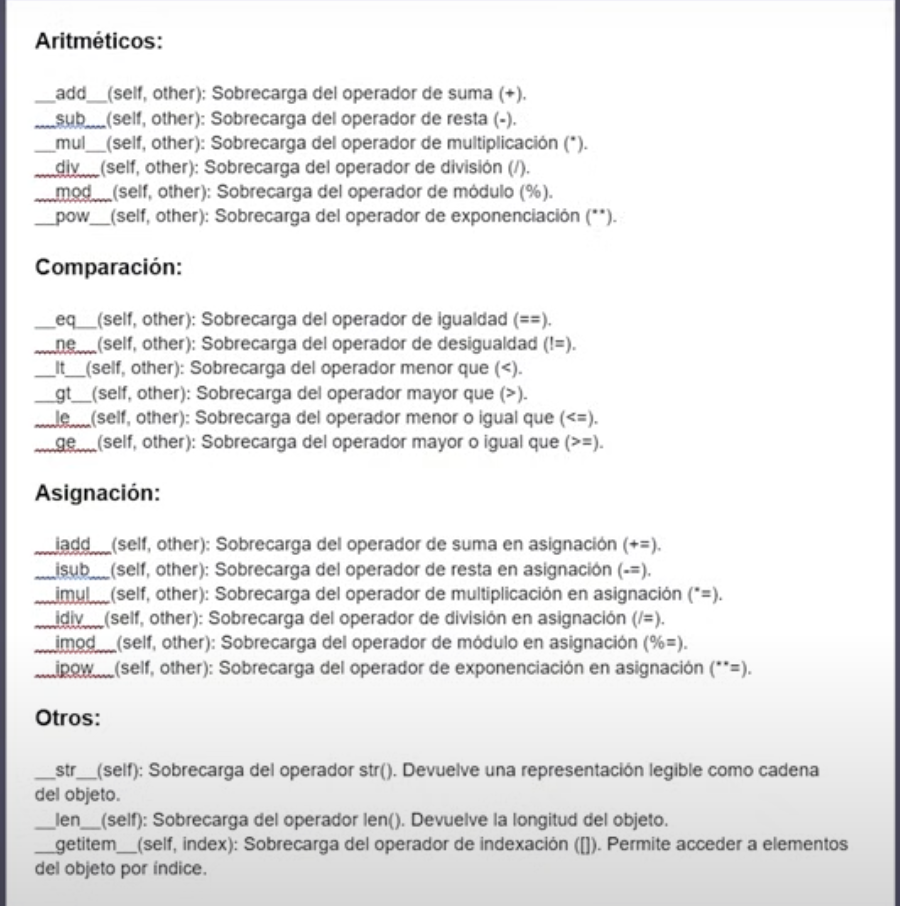 Aritméticos:
__add__(self, other): Sobrecarga del operador de suma (+).
__sub__(self, other): Sobrecarga del operador de resta (-).
__mul__(self, other): Sobrecarga del operador de multiplicación (*).
__div__(self, other): Sobrecarga del operador de división (/).
__mod__(self, other): Sobrecarga del operador de módulo (%).
__pow__(self, other): Sobrecarga del operador de exponenciación (**).
Comparación:
__eq__(self, other): Sobrecarga del operador de igualdad (==).
__ne__(self, other): Sobrecarga del operador de desigualdad (!=).
__lt__(self, other): Sobrecarga del operador menor que (<).
__gt__(self, other): Sobrecarga del operador mayor que (>).
__le__(self, other): Sobrecarga del operador menor o igual que (<=).
__ge__(self, other): Sobrecarga del operador mayor o igual que (>=).
Asignación:
__iadd__(self, other): Sobrecarga del operador de suma en asignación (+=).
__isub__(self, other): Sobrecarga del operador de resta en asignación (-=).
__imul__(self, other): Sobrecarga del operador de multiplicación en asignación (*=).
__idiv__(self, other): Sobrecarga del operador de división en asignación (/=).
__imod__(self, other): Sobrecarga del operador de módulo en asignación (%=).
__ipow__(self, other): Sobrecarga del operador de exponenciación en asignación (**=).
Otros:
__str__(self): Sobrecarga del operador str(). Devuelve una representación legible como cadena
del objeto.
__len__(self): Sobrecarga del operador len(). Devuelve la longitud del objeto.
__getitem__(self, index): Sobrecarga del operador de indexación ([]). Permite acceder a elementos
del objeto por índice.